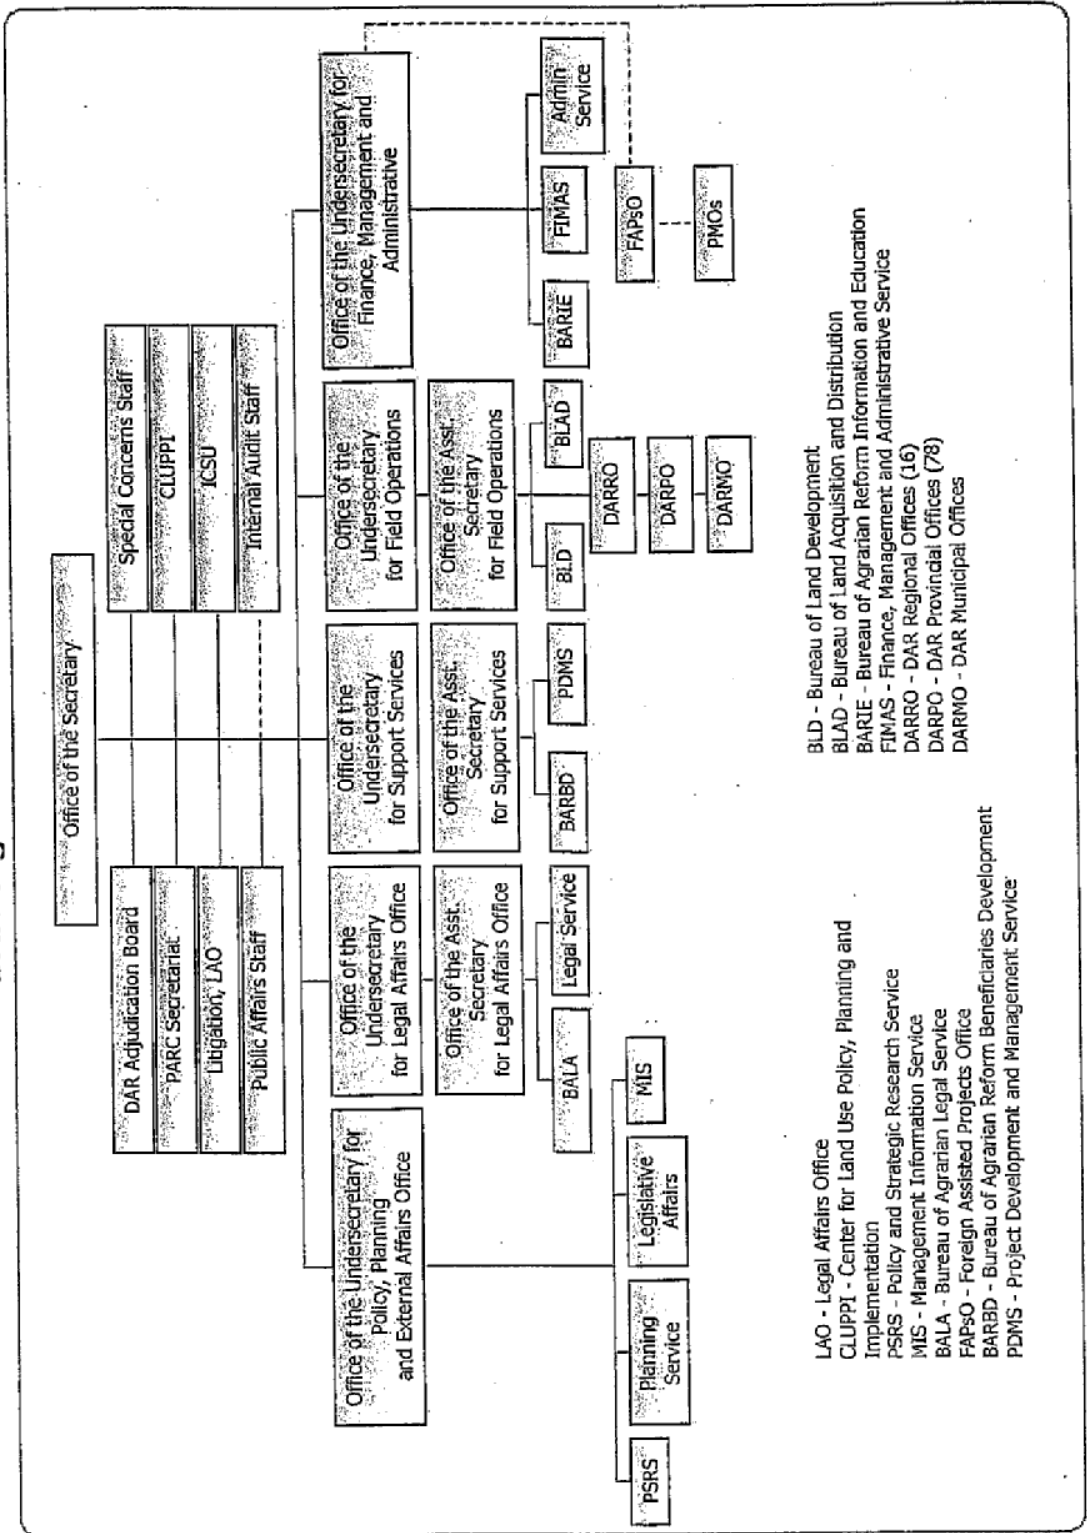 Office of the Secretary
DAR Adjudication Board
PARC Secretariat
Litigation, LAO
Public Affairs Staff
Special Concerns Staff
CLUPPI
ICSU
Internal Audit Staff
Office of the Undersecretary for
Policy, Planning
and External Affairs Office
Office of the
Undersecretary
for Legal Affairs Office
Office of the
Undersecretary
for Support Services
Office of the
Undersecretary
for Field Operations
Office of the Undersecretary for
Finance, Management and
Administrative
Office of the Asst.
Secretary
for Legal Affairs Office
Office of the Asst.
Secretary
for Support Services
Office of the Asst.
Secretary
for Field Operations
PSRS
Planning
Service
Legislative
Affairs
MIS
BALA
Legal Service
BARBD
PDMS
BLD
BLAD
DARRO
DARPO
DARMO
BARIE
FIMAS
Admin
Service
FAPsO
PMOs
LAO - Legal Affairs Office
CLUPPI - Center for Land Use Policy, Planning and
Implementation
PSRS - Policy and Strategic Research Service
MIS - Management Information Service
BALA - Bureau of Agrarian Legal Service
FAPsO - Foreign Assisted Projects Office
BARBD - Bureau of Agrarian Reform Beneficiaries Development
PDMS - Project Development and Management Service
BLD - Bureau of Land Development
BLAD - Bureau of Land Acquisition and Distribution
BARIE - Bureau of Agrarian Reform Information and Education
FIMAS - Finance, Management and Administrative Service
DARRO - DAR Regional Offices (16)
DARPO - DAR Provincial Offices (78)
DARMO - DAR Municipal Offices